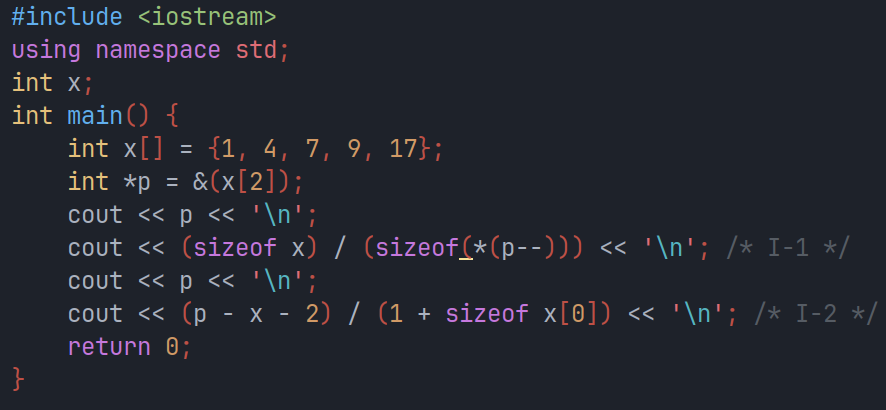 #include <iostream>
using namespace std;
int x;
int main() {
    int x[] = {1, 4, 7, 9, 17};
    int *p = &(x[2]);
    cout << p << '\n';
    cout << (sizeof x) / (sizeof(*(p--))) << '\n'; /* I-1 */
    cout << p << '\n';
    cout << (p - x - 2) / (1 + sizeof x[0]) << '\n'; /* I-2 */
    return 0;
}